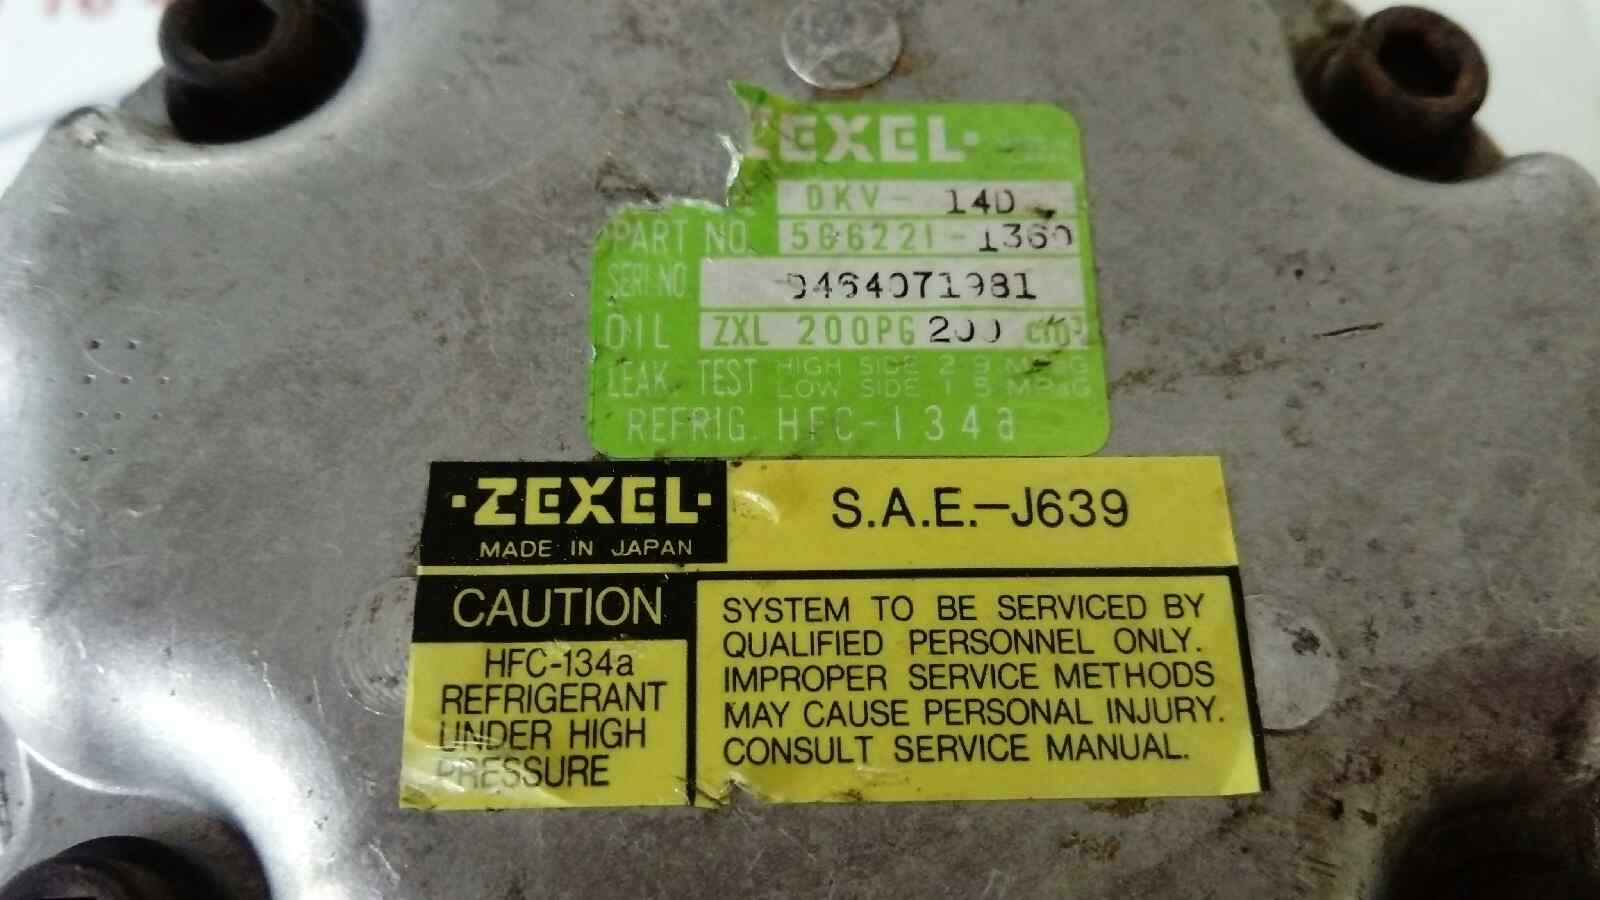 ZEXEL·
DKV- 14D
PART NO. 506221-1360
SERI.NO 0464071981
OIL ZXL 200PG 200 cm³
LEAK. TEST HIGH SIDE 2.9 MPaG
LOW SIDE 1.5 MPaG
REFRIG. HFC-134a
·ZEXEL·
MADE IN JAPAN
S.A.E.-J639
CAUTION
HFC-134a
REFRIGERANT
UNDER HIGH
PRESSURE
SYSTEM TO BE SERVICED BY
QUALIFIED PERSONNEL ONLY.
IMPROPER SERVICE METHODS
MAY CAUSE PERSONAL INJURY.
CONSULT SERVICE MANUAL.